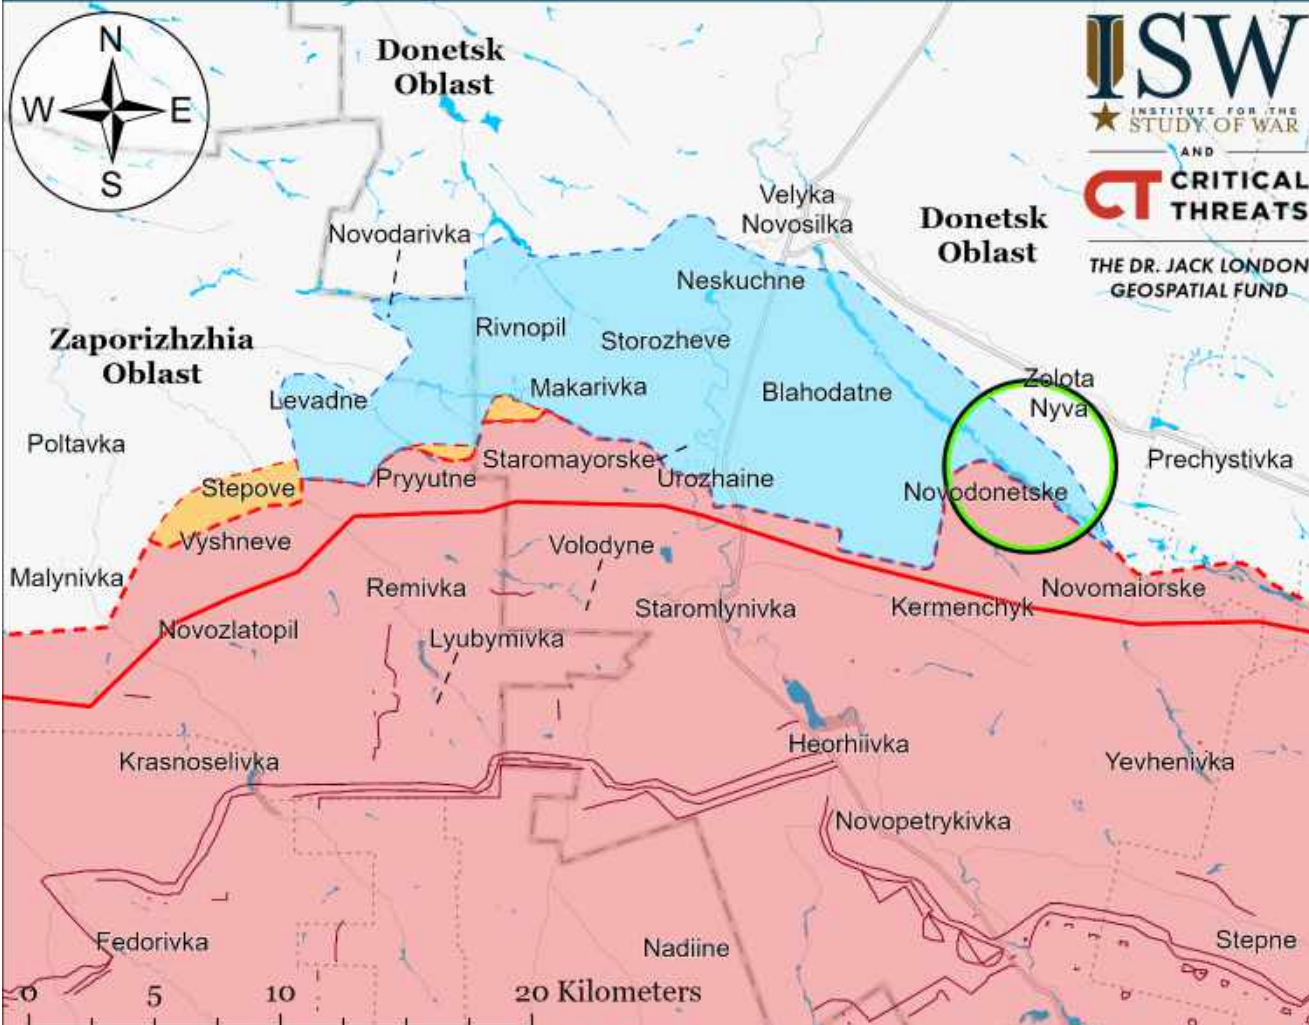 N
W
E
S
Donetsk
Oblast
ISW
INSTITUTE FOR THE
STUDY OF WAR
AND
CT
CRITICAL
THREATS
THE DR. JACK LONDON
GEOSPATIAL FUND
Velyka
Novosilka
Donetsk
Oblast
Novodarivka
Neskuchne
Zaporizhzhia
Oblast
Rivnopil
Storozheve
Makarivka
Blahodatne
Zolota
Nyva
Levadne
Poltavka
Staromayorske
Pryyutne
Urozhaine
Novodonetske
Prechystivka
Stepove
Vyshneve
Volodyne
Malynivka
Remivka
Staromlynivka
Kermenchyk
Novomaiorske
Novozlatopil
Lyubymivka
Krasnoselivka
Heorhiivka
Yevhenivka
Novopetrykivka
Fedorivka
Nadiine
Stepne
0
5
10
20 Kilometers